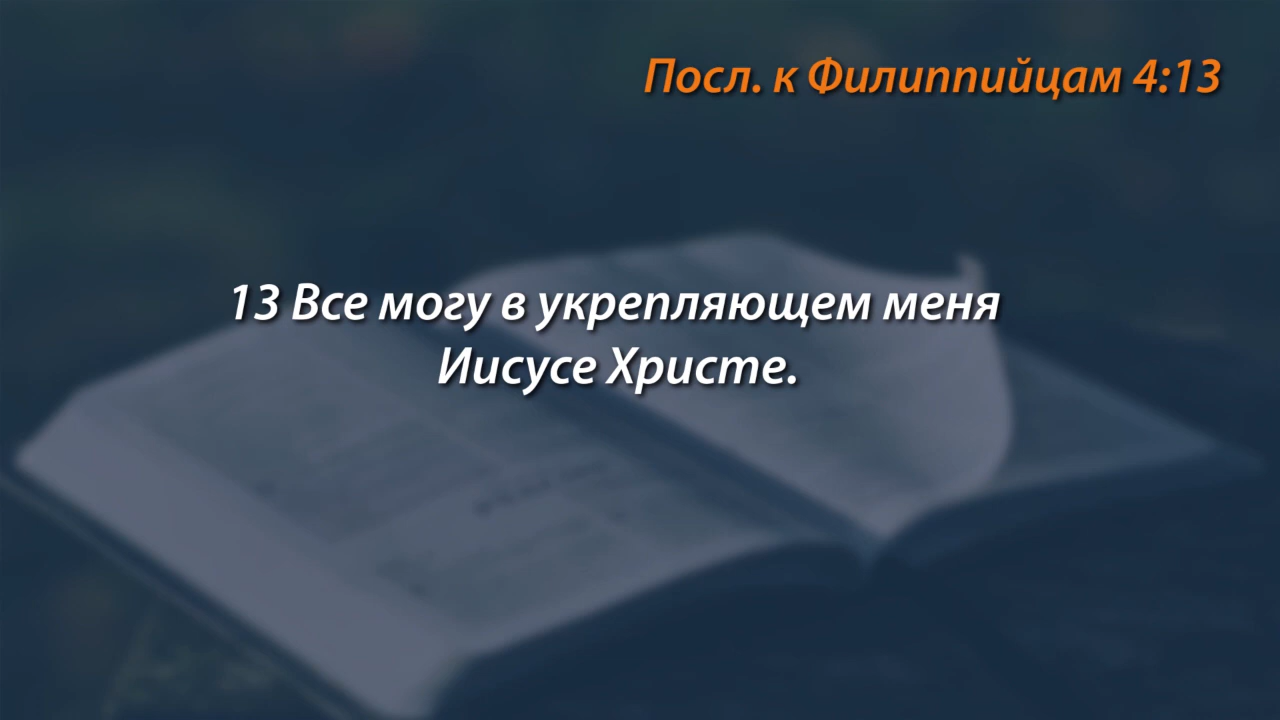 Посл. к Филиппийцам 4:13
13 Все могу в укрепляющем меня
Иисусе Христе.